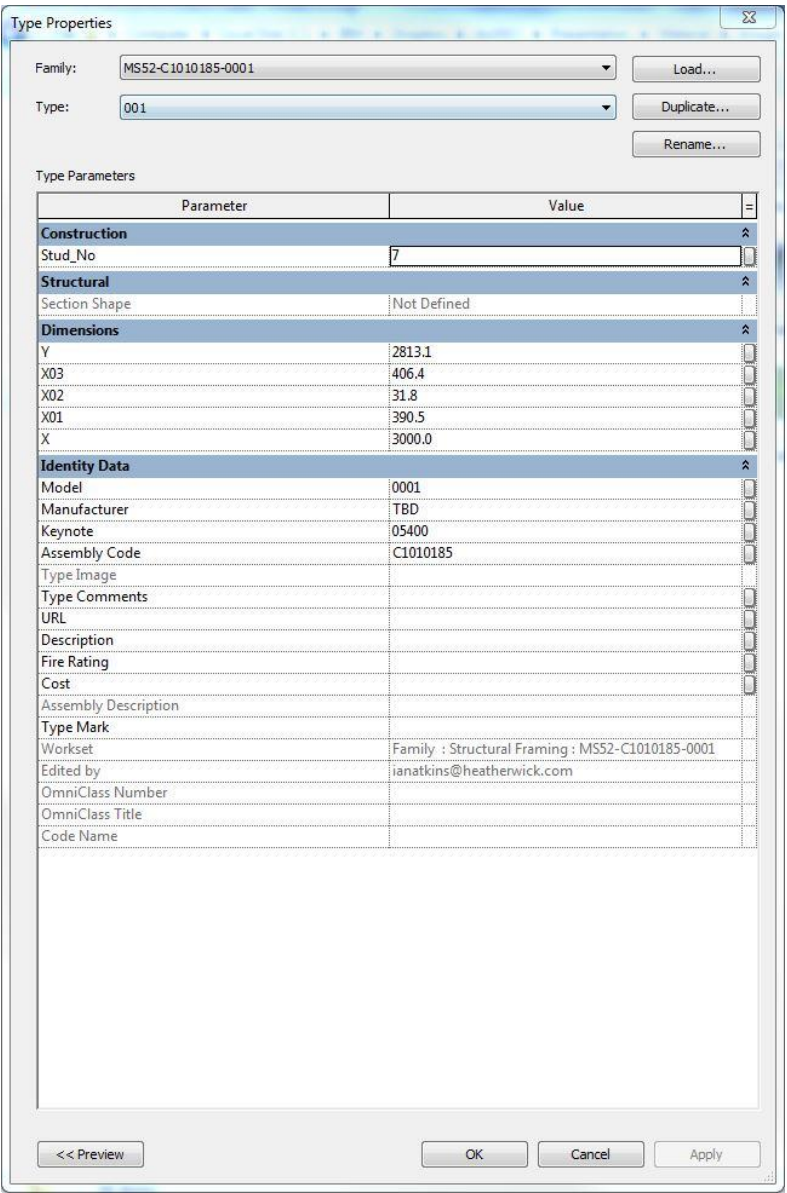 Type Properties
Family: MS52-C1010185-0001 Load...
Type: 001 Duplicate...
Rename...
Type Parameters
Parameter Value =
Construction
Stud_No 7
Structural
Section Shape Not Defined
Dimensions
Y 2813.1
X03 406.4
X02 31.8
X01 390.5
X 3000.0
Identity Data
Model 0001
Manufacturer TBD
Keynote 05400
Assembly Code C1010185
Type Image
Type Comments
URL
Description
Fire Rating
Cost
Assembly Description
Type Mark
Workset Family : Structural Framing : MS52-C1010185-0001
Edited by ianatkins@heatherwick.com
OmniClass Number
OmniClass Title
Code Name
<< Preview OK Cancel Apply